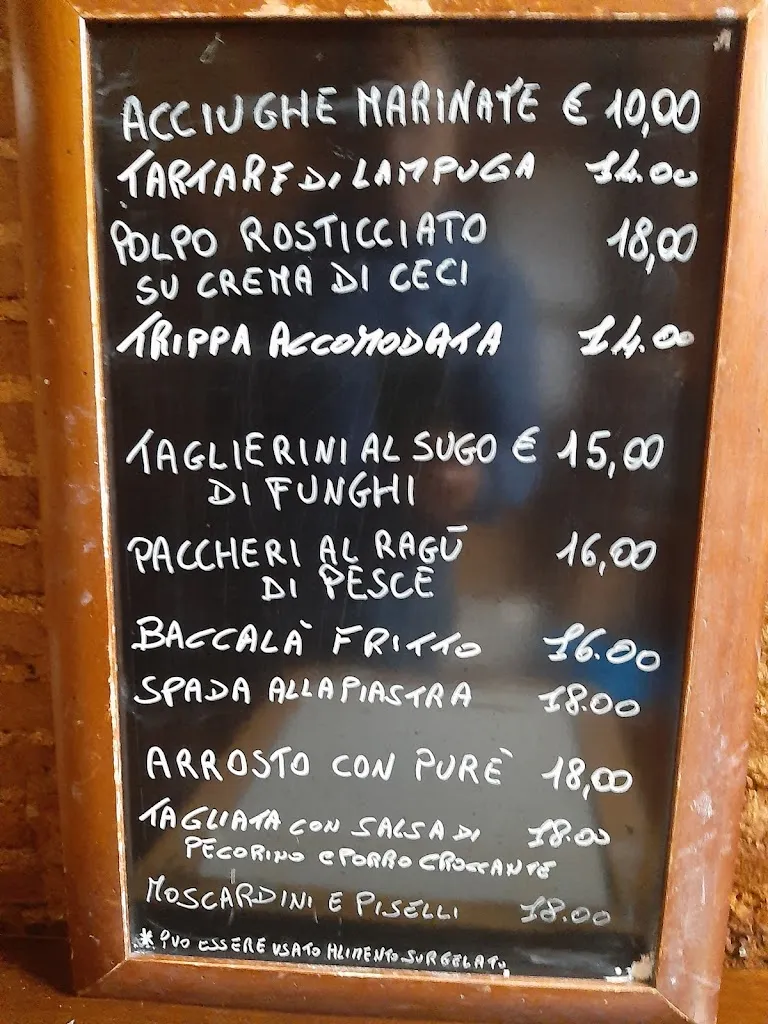 ACCIUGHE MARINATE € 10,00
TARTARE DI LAMPUGA 14.00
POLPO ROSTICCIATO 18,00
SU CREMA DI CECI
TRIPPA ACCOMODATA 14.00
TAGLIERINI AL SUGO € 15,00
DI FUNGHI
PACCHERI AL RAGÙ 16,00
DI PESCE
BACCALÀ FRITTO 16.00
SPADA ALLA PIASTRA 18.00
ARROSTO CON PURÈ 18,00
TAGLIATA CON SALSA DI 18.00
PECORINO e PORRO CROCCANTE
MOSCARDINI E PISELLI 18.00
* PUO ESSERE USATO ALIMENTO SURGELATO